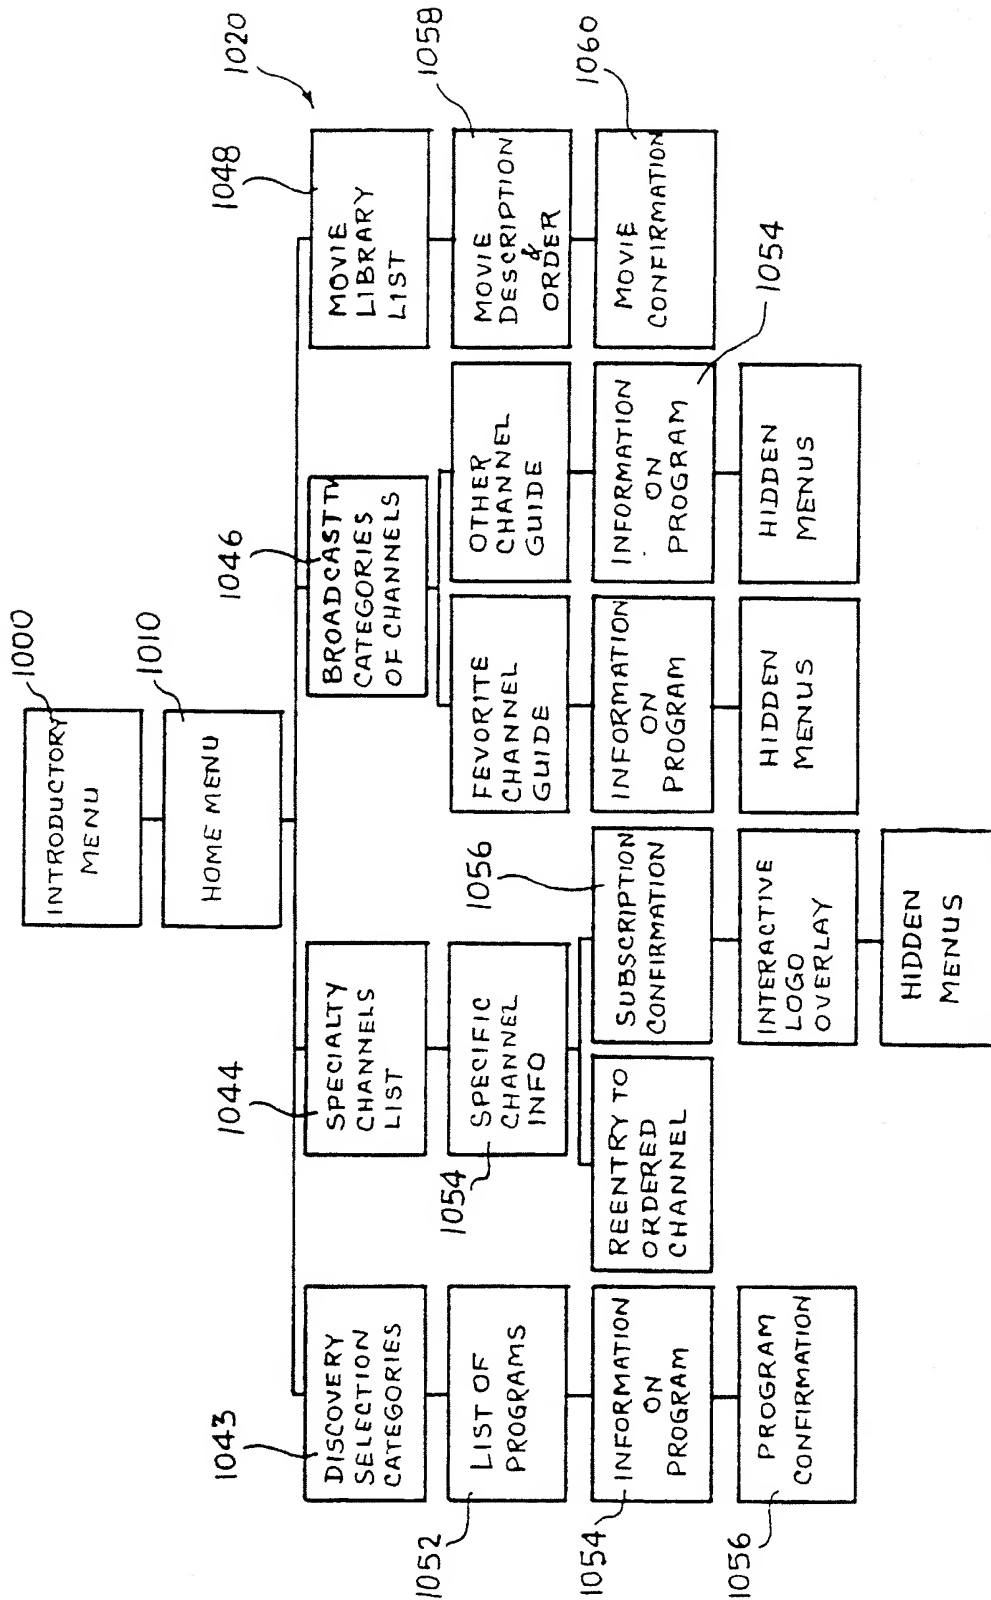 1000
INTRODUCTORY
MENU
1010
HOME MENU
1020
1043
DISCOVERY
SELECTION
CATEGORIES
1052
LIST OF
PROGRAMS
1054
INFORMATION
ON
PROGRAM
1056
PROGRAM
CONFIRMATION
1044
SPECIALTY
CHANNELS
LIST
1054
SPECIFIC
CHANNEL
INFO
REENTRY TO
ORDERED
CHANNEL
1056
SUBSCRIPTION
CONFIRMATION
INTERACTIVE
LOGO
OVERLAY
HIDDEN
MENUS
1046
BROADCAST TV
CATEGORIES
OF CHANNELS
FEVORITE
CHANNEL
GUIDE
INFORMATION
ON
PROGRAM
HIDDEN
MENUS
OTHER
CHANNEL
GUIDE
INFORMATION
ON
PROGRAM
1054
HIDDEN
MENUS
1048
MOVIE
LIBRARY
LIST
1058
MOVIE
DESCRIPTION
&
ORDER
1060
MOVIE
CONFIRMATION